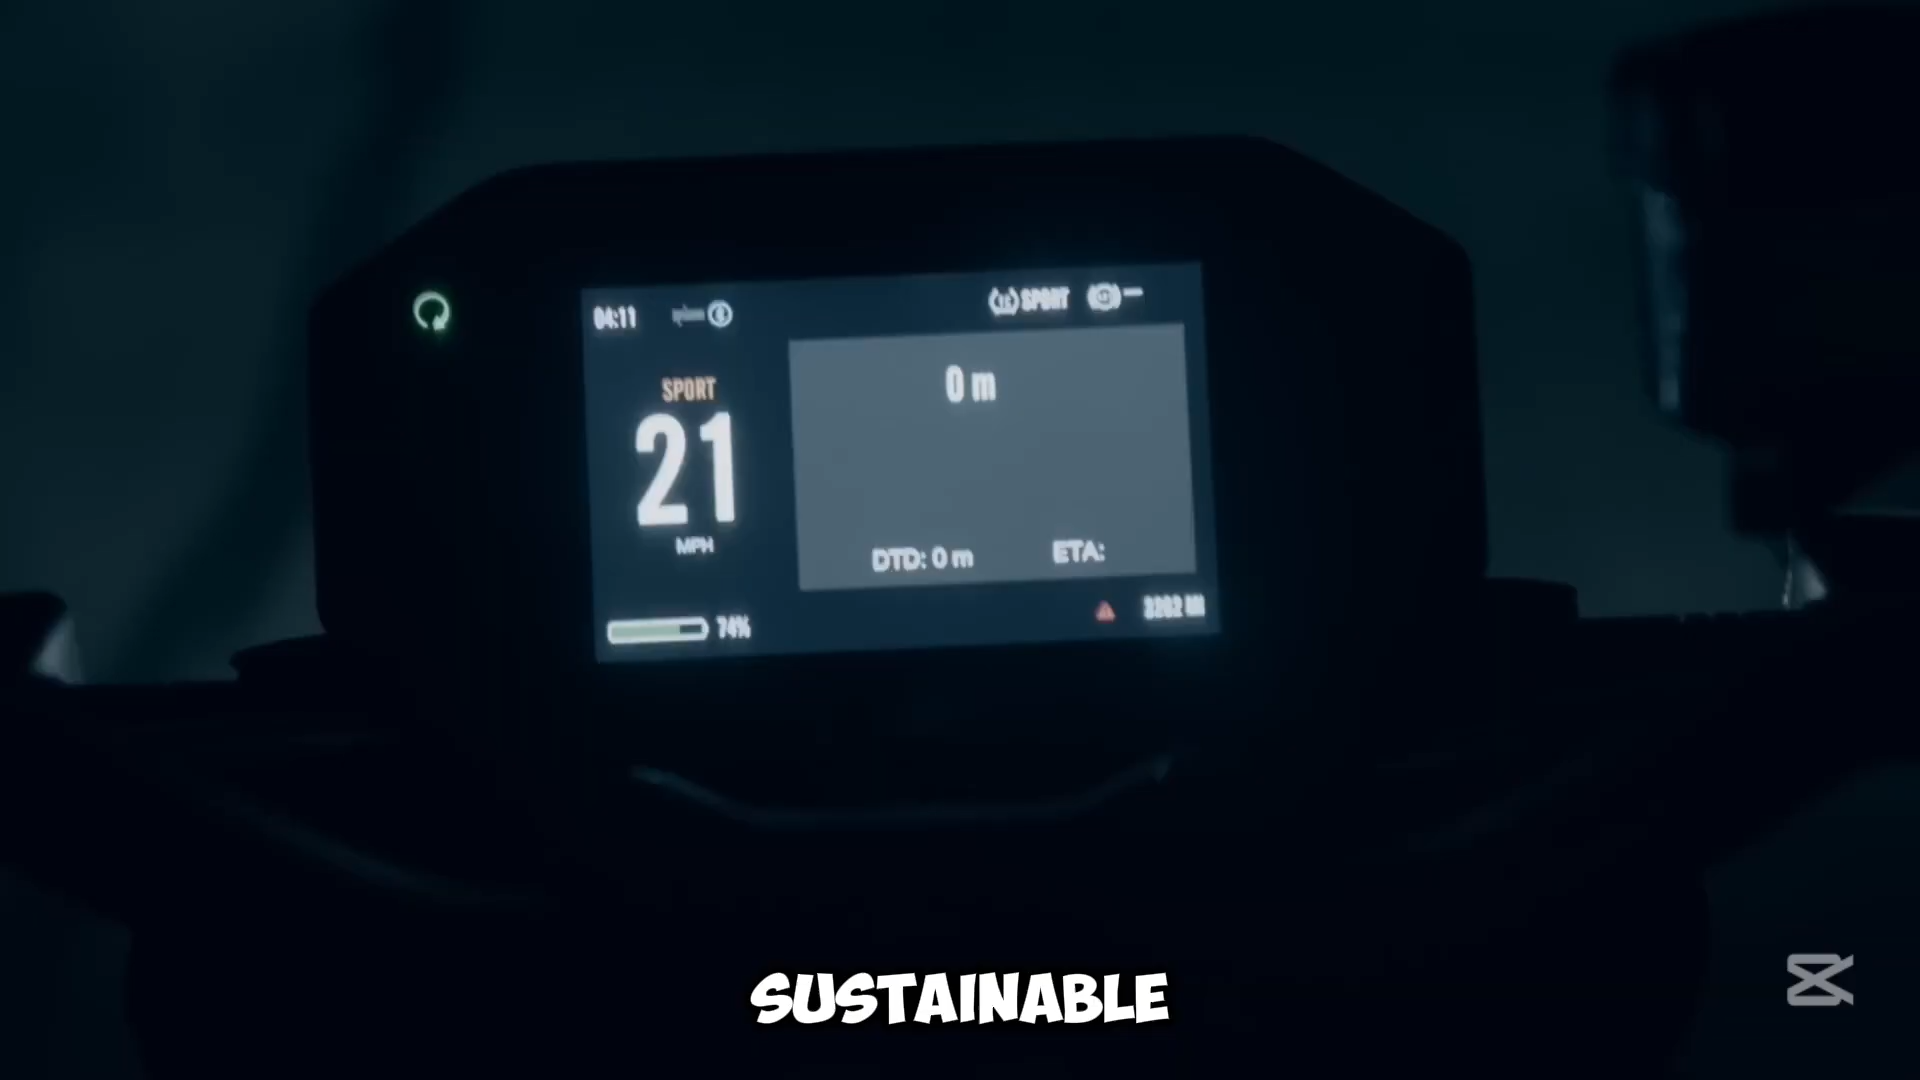 04:11
SPORT
SPORT
21
MPH
0 m
DTD: 0 m
ETA:
74%
SUSTAINABLE